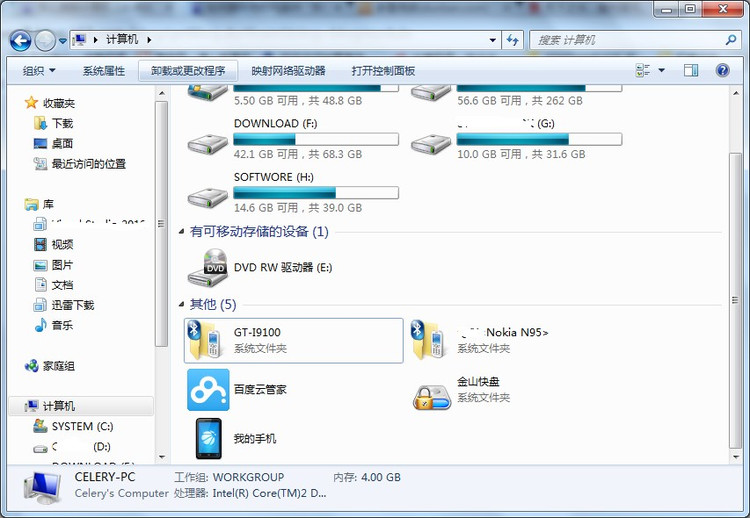 计算机
搜索 计算机
组织
系统属性
卸载或更改程序
映射网络驱动器
打开控制面板
收藏夹
下载
桌面
最近访问的位置
库
视频
图片
文档
迅雷下载
音乐
家庭组
计算机
SYSTEM (C:)
(D:)
5.50 GB 可用，共 48.8 GB
56.6 GB 可用，共 262 GB
DOWNLOAD (F:)
42.1 GB 可用，共 68.3 GB
(G:)
10.0 GB 可用，共 31.6 GB
SOFTWORE (H:)
14.6 GB 可用，共 39.0 GB
有可移动存储的设备 (1)
DVD
DVD RW 驱动器 (E:)
其他 (5)
GT-I9100
系统文件夹
Nokia N95>
系统文件夹
百度云管家
金山快盘
系统文件夹
我的手机
CELERY-PC
工作组: WORKGROUP
内存: 4.00 GB
Celery's Computer
处理器: Intel(R) Core(TM)2 D...